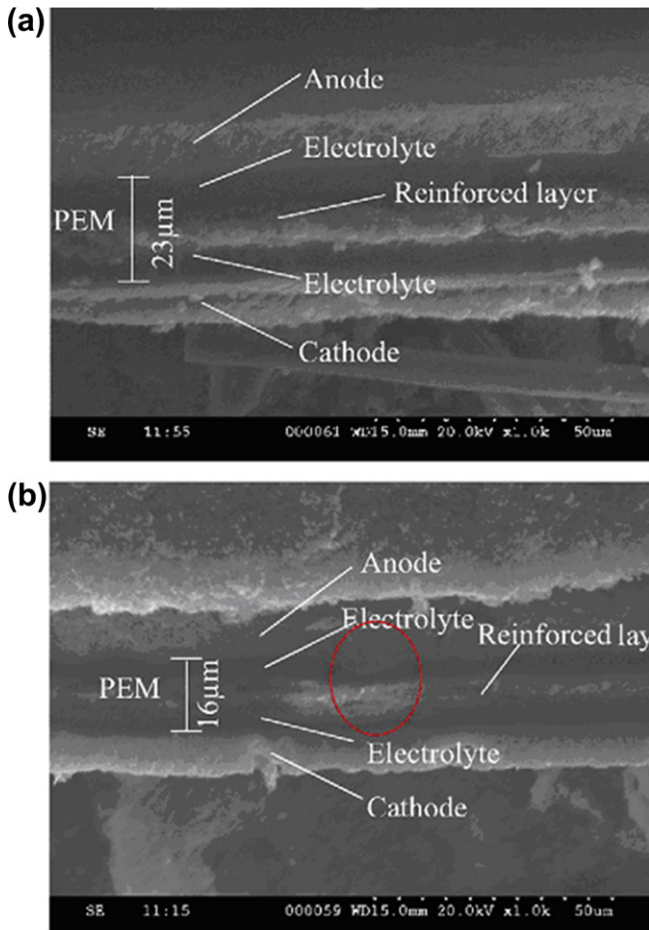 (a)
Anode
Electrolyte
Reinforced layer
PEM
23μm
Electrolyte
Cathode
SE 11:55 000061 WD15.0mm 20.0kV x1.0k 50um
(b)
Anode
Electrolyte
Reinforced lay
PEM
16μm
Electrolyte
Cathode
SE 11:15 000059 WD15.0mm 20.0kV x1.0k 50um